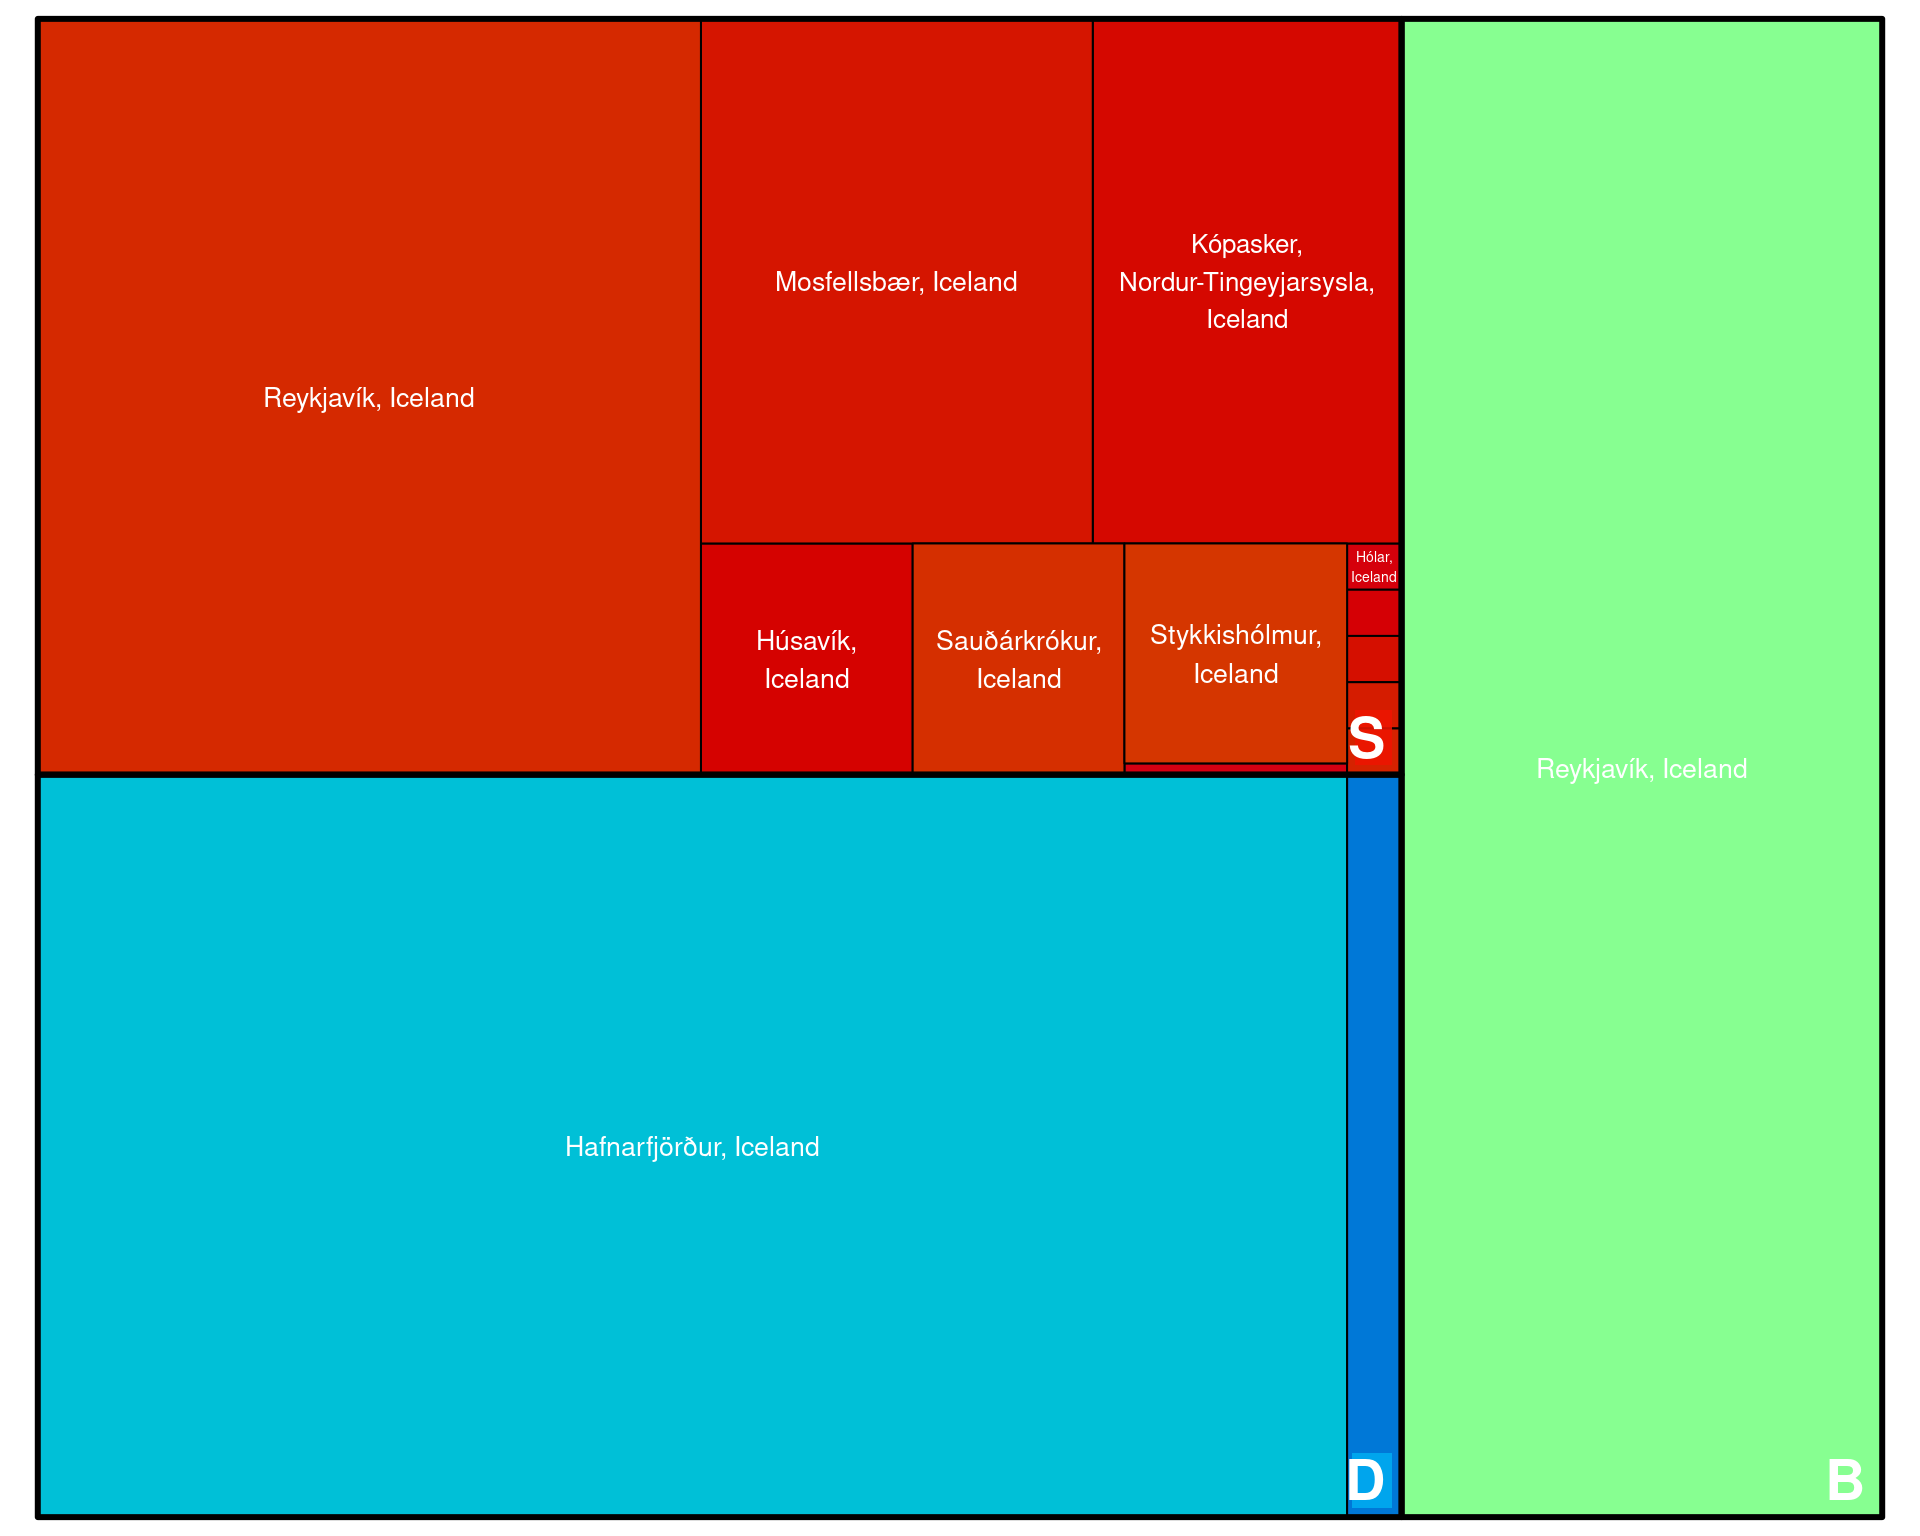 Reykjavík, Iceland
Mosfellsbær, Iceland
Kópasker,
Nordur-Tingeyjarsysla,
Iceland
Húsavík,
Iceland
Sauðárkrókur,
Iceland
Stykkishólmur,
Iceland
Hólar,
Iceland
S
Reykjavík, Iceland
Hafnarfjörður, Iceland
D
B